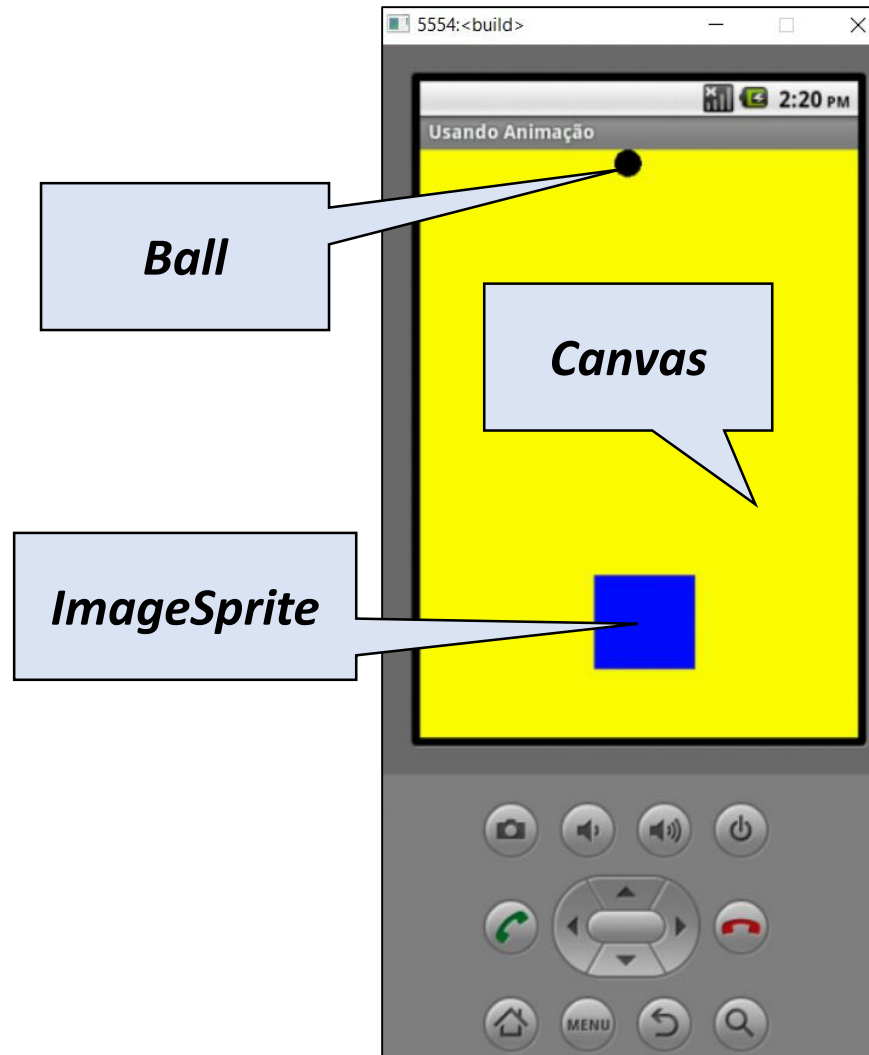 5554:<build>
2:20 PM
Usando Animação
Ball
Canvas
ImageSprite
MENU